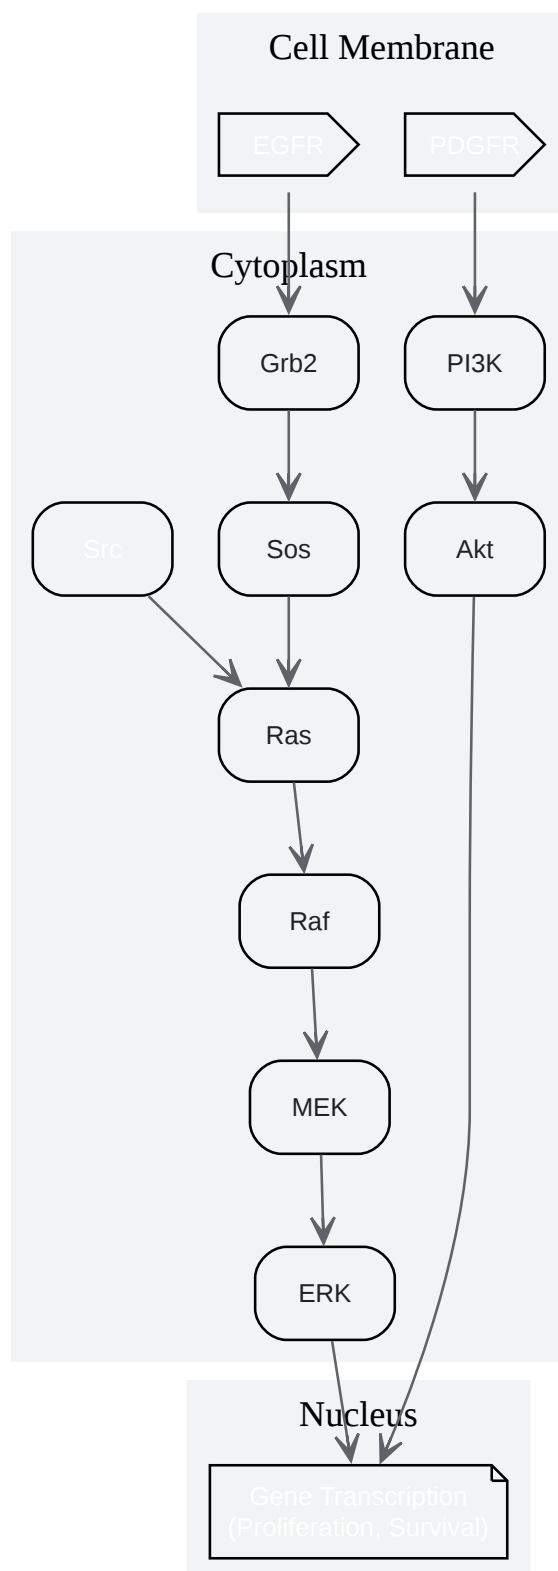 Cell Membrane
EGFR
PDGFR
Cytoplasm
Grb2
PI3K
Src
Sos
Akt
Ras
Raf
MEK
ERK
Nucleus
Gene Transcription
(Proliferation, Survival)